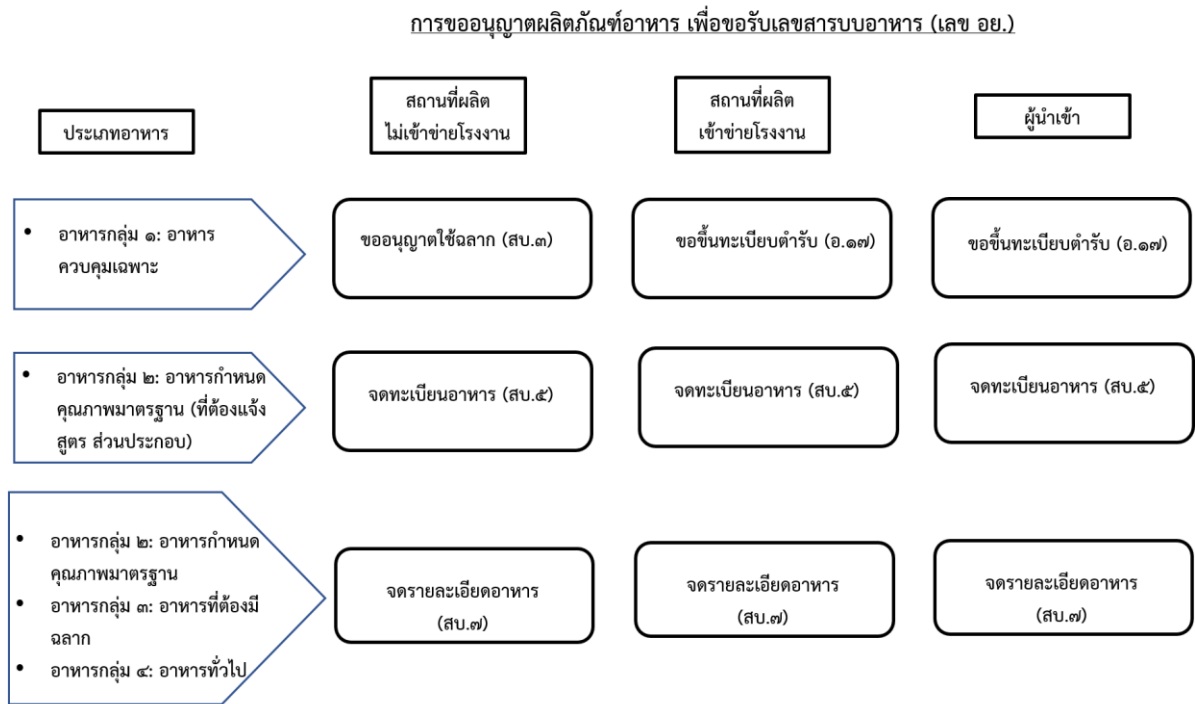 การขออนุญาตผลิตภัณฑ์อาหาร เพื่อขอรับเลขสารบบอาหาร (เลข อย.)
ประเภทอาหาร
สถานที่ผลิต
ไม่เข้าข่ายโรงงาน
สถานที่ผลิต
เข้าข่ายโรงงาน
ผู้นำเข้า
• อาหารกลุ่ม ๑: อาหาร
ควบคุมเฉพาะ
ขออนุญาตใช้ฉลาก (สบ.๓)
ขอขึ้นทะเบียบตำรับ (อ.๑๗)
ขอขึ้นทะเบียบตำรับ (อ.๑๗)
• อาหารกลุ่ม ๒: อาหารกำหนด
คุณภาพมาตรฐาน (ที่ต้องแจ้ง
สูตร ส่วนประกอบ)
จดทะเบียนอาหาร (สบ.๕)
จดทะเบียนอาหาร (สบ.๕)
จดทะเบียนอาหาร (สบ.๕)
• อาหารกลุ่ม ๒: อาหารกำหนด
คุณภาพมาตรฐาน
• อาหารกลุ่ม ๓: อาหารที่ต้องมี
ฉลาก
• อาหารกลุ่ม ๔: อาหารทั่วไป
จดรายละเอียดอาหาร
(สบ.๗)
จดรายละเอียดอาหาร
(สบ.๗)
จดรายละเอียดอาหาร
(สบ.๗)